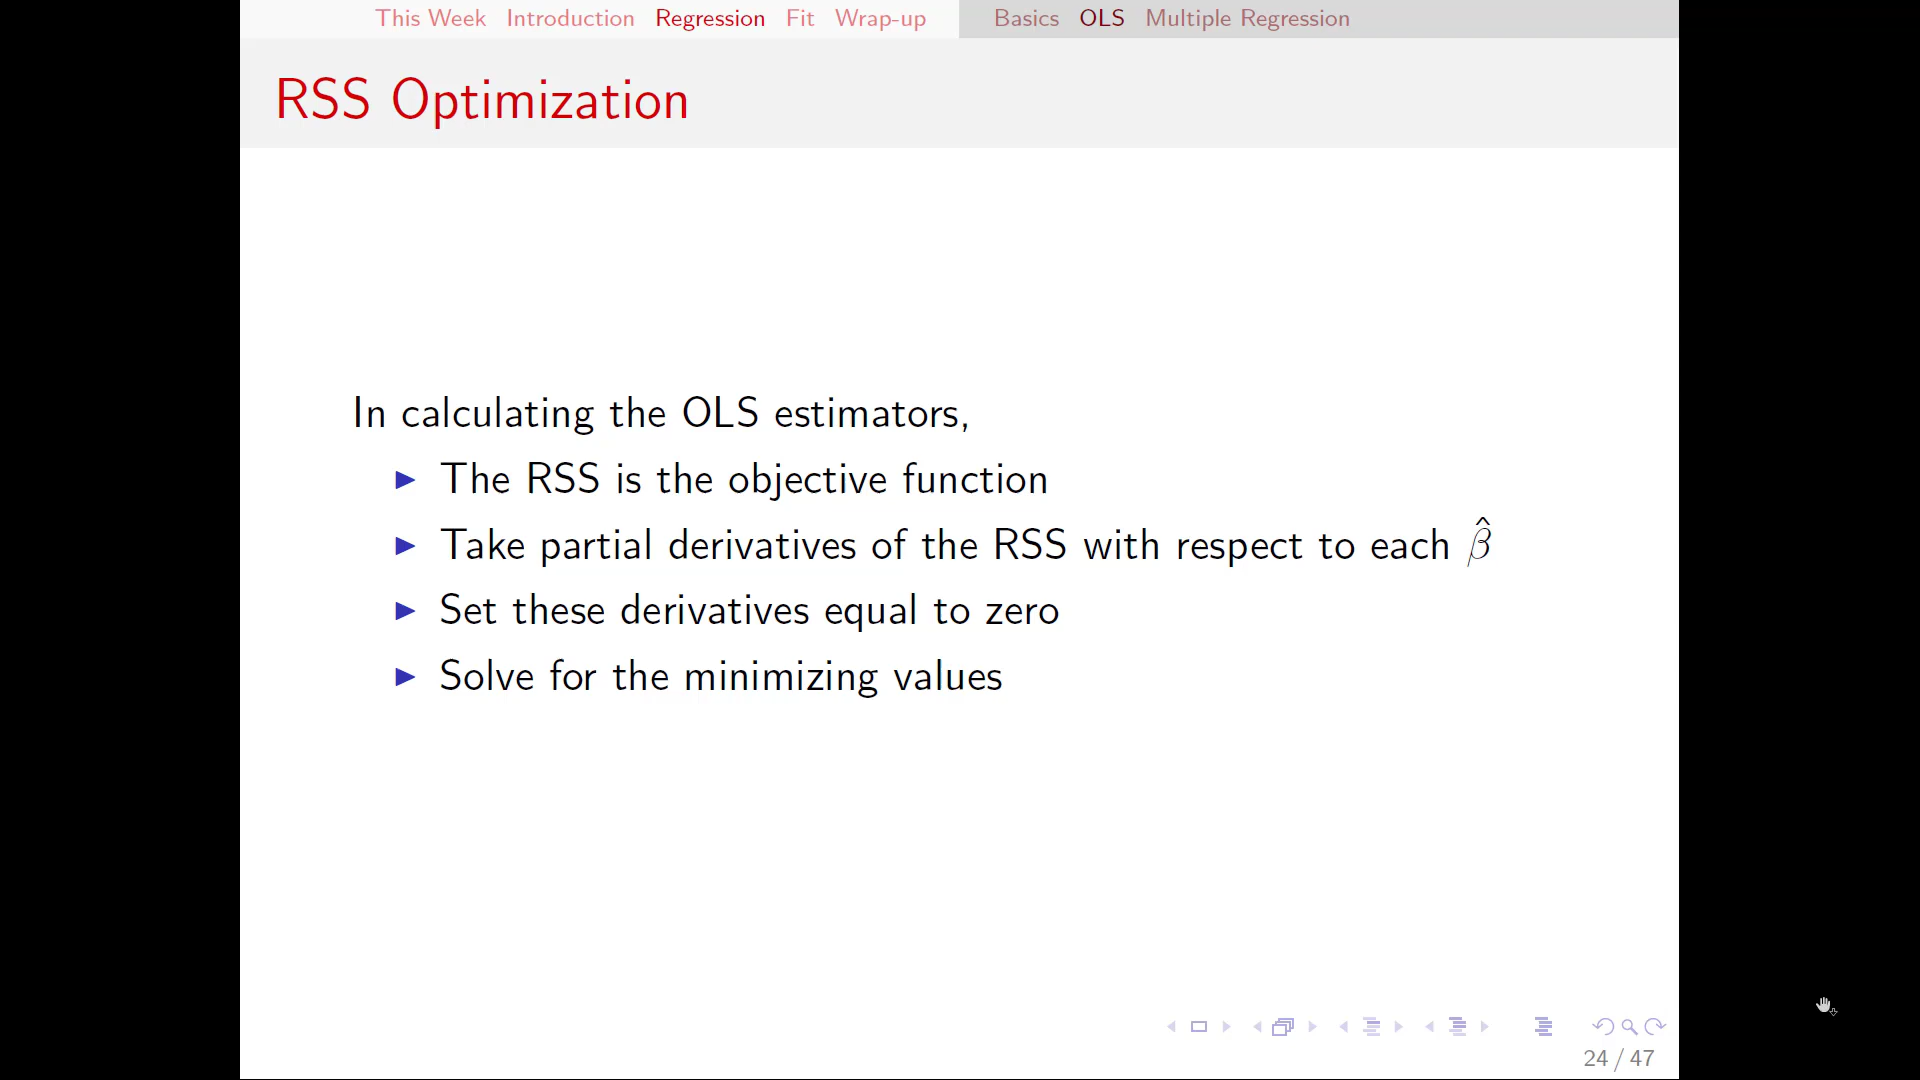 This Week Introduction Regression Fit Wrap-up Basics OLS Multiple Regression
RSS Optimization
In calculating the OLS estimators,
▶ The RSS is the objective function
▶ Take partial derivatives of the RSS with respect to each β̂
▶ Set these derivatives equal to zero
▶ Solve for the minimizing values
24 / 47